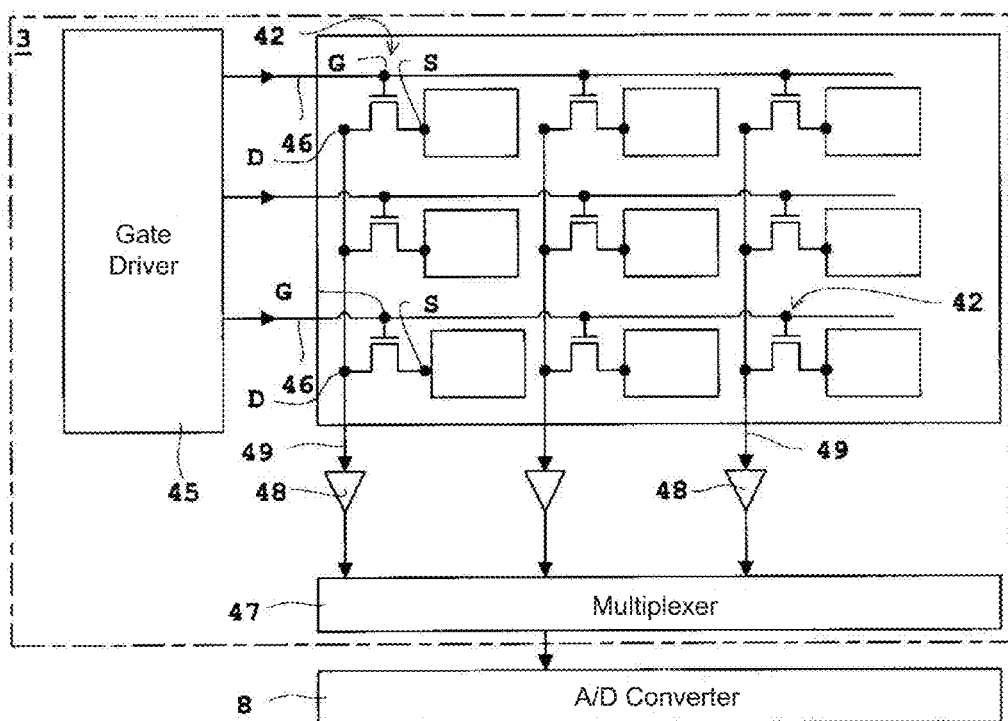 3
42
G
S
46
D
Gate
Driver
G
S
42
46
D
49
49
45
48
48
47
Multiplexer
8
A/D Converter